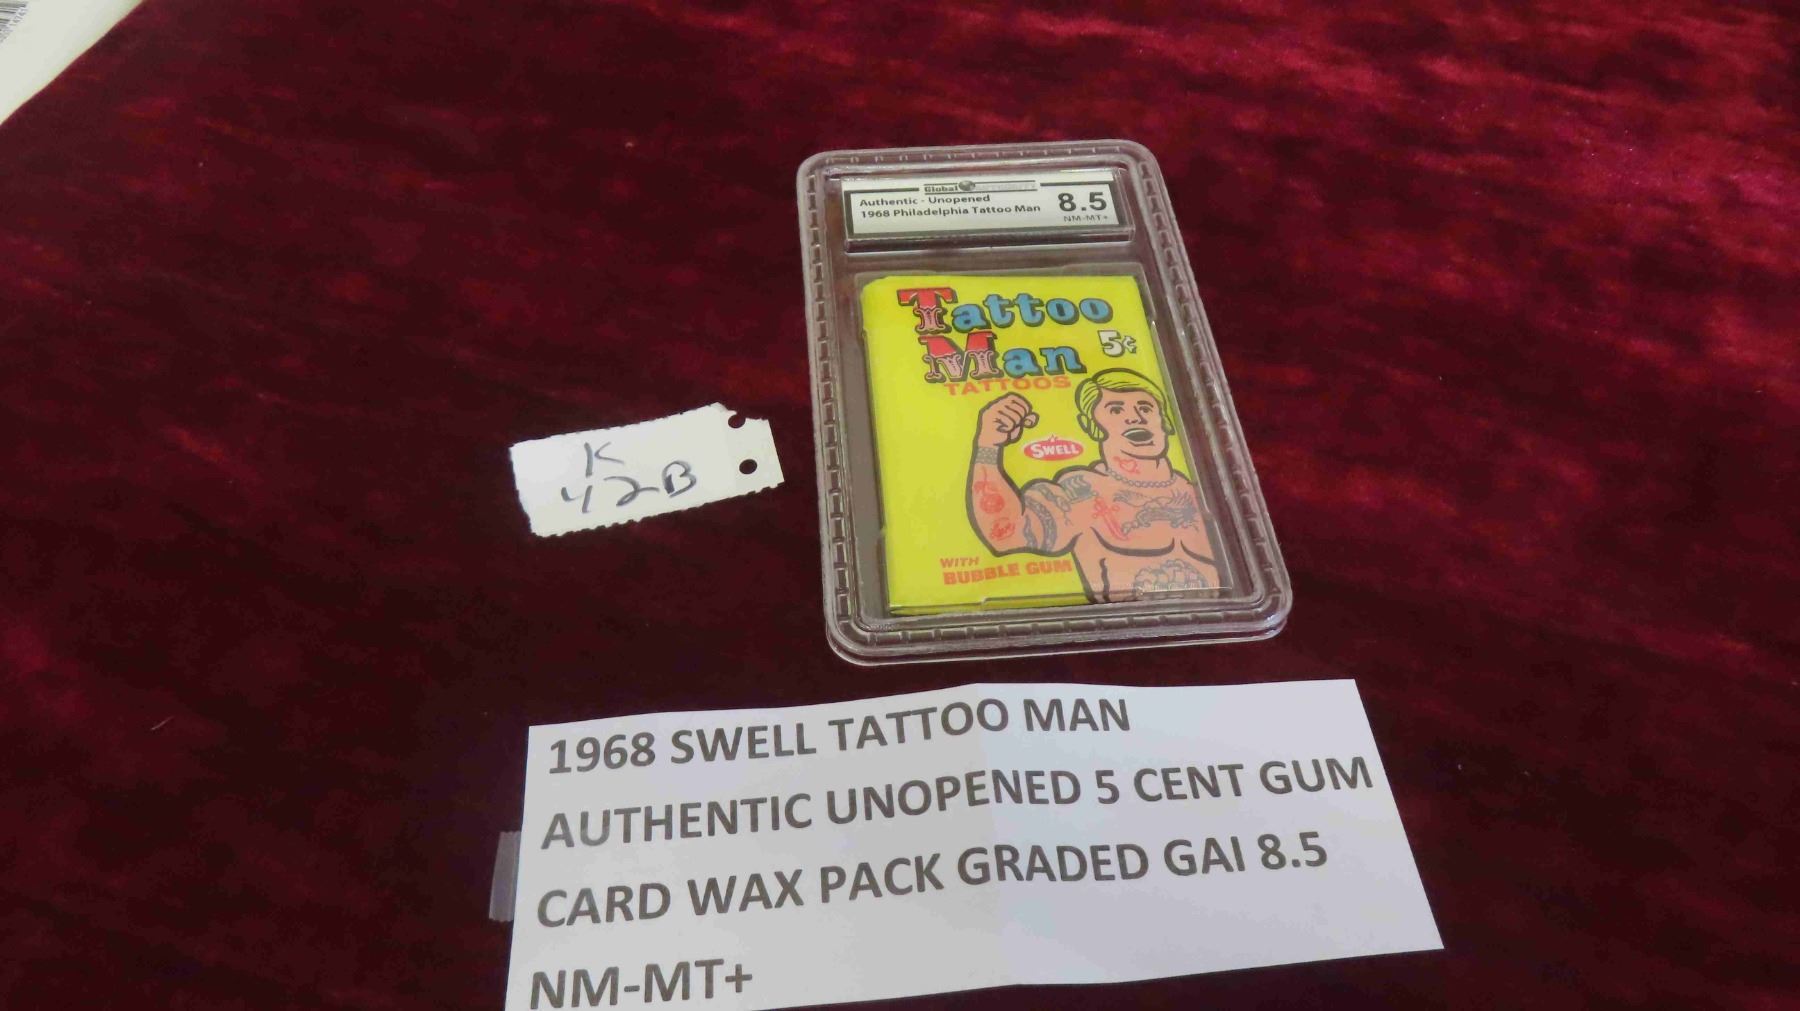 Global
Authentic - Unopened
1968 Philadelphia Tattoo Man
8.5
NM-MT+
Tattoo
Man
5¢
TATTOOS
SWELL
WITH
BUBBLE GUM
K
42B
1968 SWELL TATTOO MAN
AUTHENTIC UNOPENED 5 CENT GUM
CARD WAX PACK GRADED GAI 8.5
NM-MT+